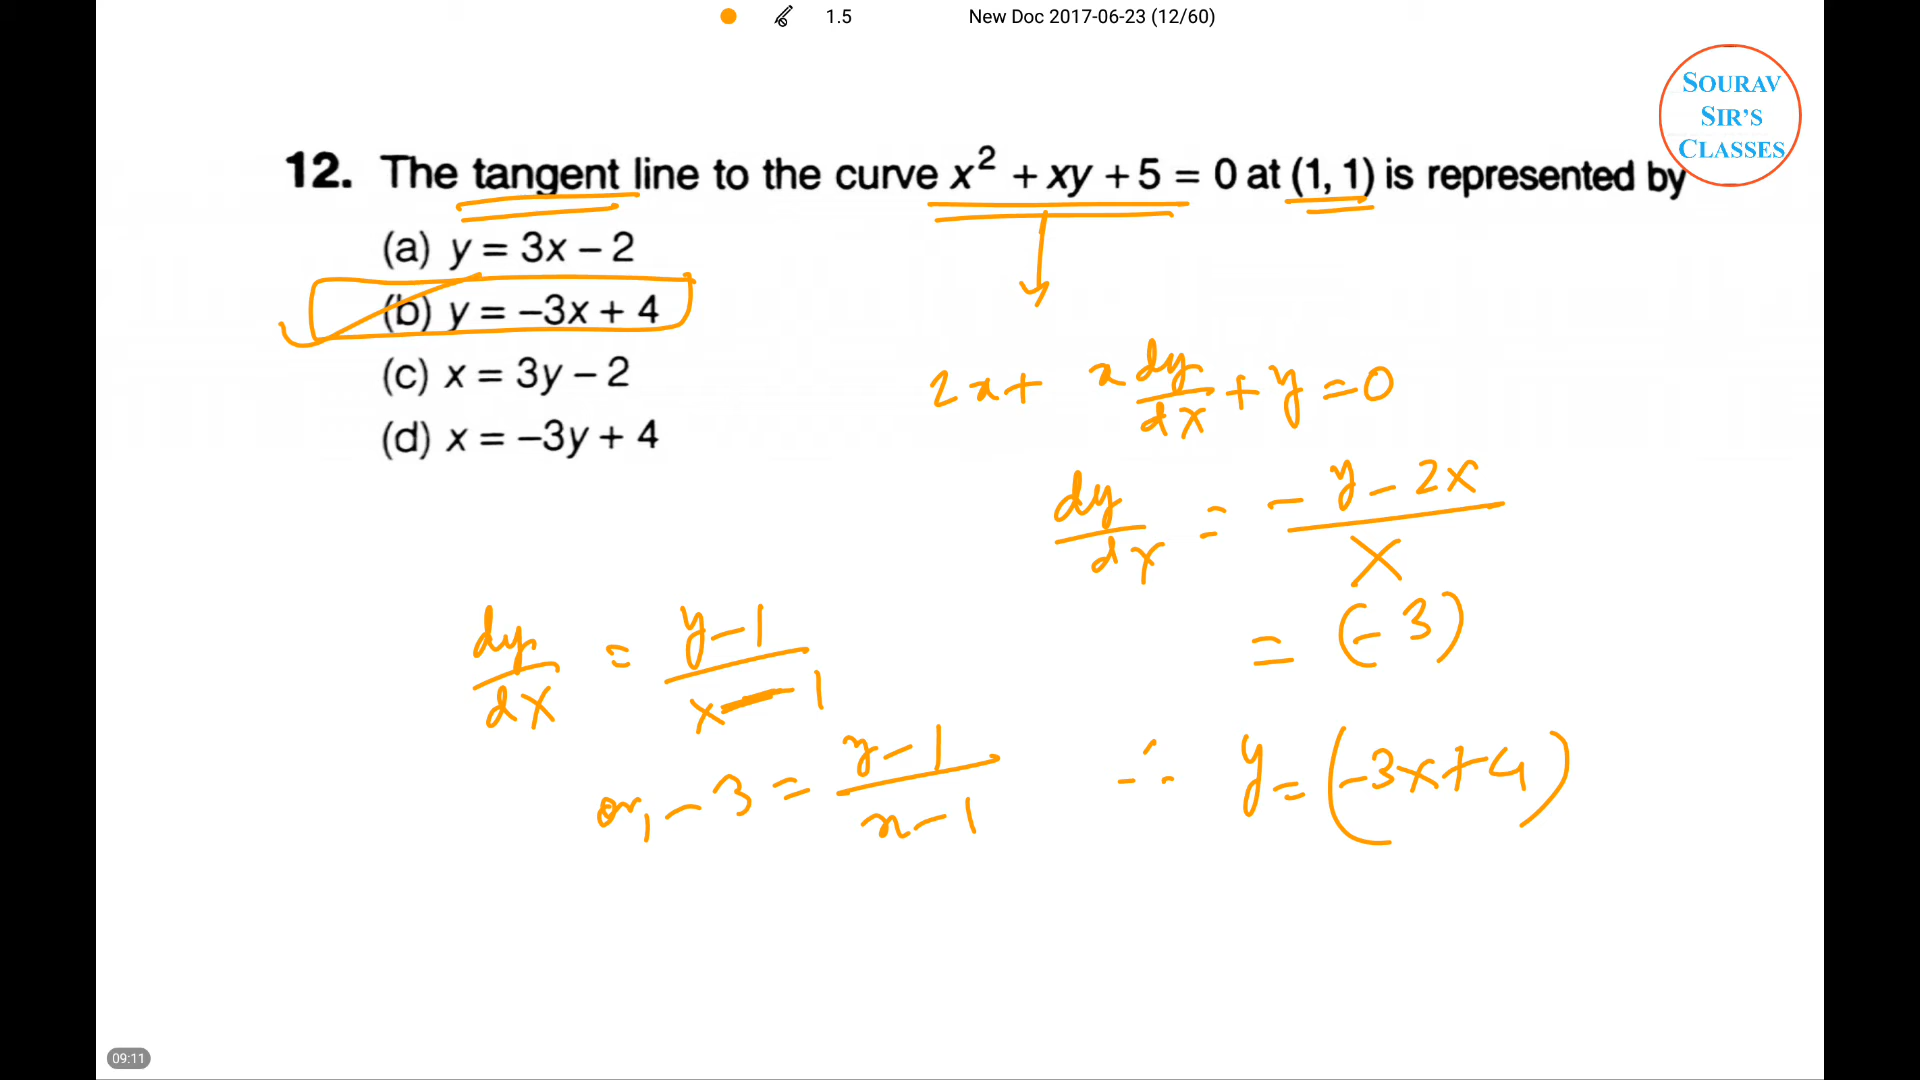 1.5 New Doc 2017-06-23 (12/60)
SOURAV
SIR'S
CLASSES
12. The tangent line to the curve x² + xy + 5 = 0 at (1, 1) is represented by
(a) y = 3x – 2
(b) y = –3x + 4
(c) x = 3y – 2
(d) x = –3y + 4
2x + x dy/dx + y = 0
dy/dx = - y - 2x / x
= (-3)
dy/dx = y-1 / x-1
or, -3 = y-1 / x-1
∴ y = (-3x+4)
09:11